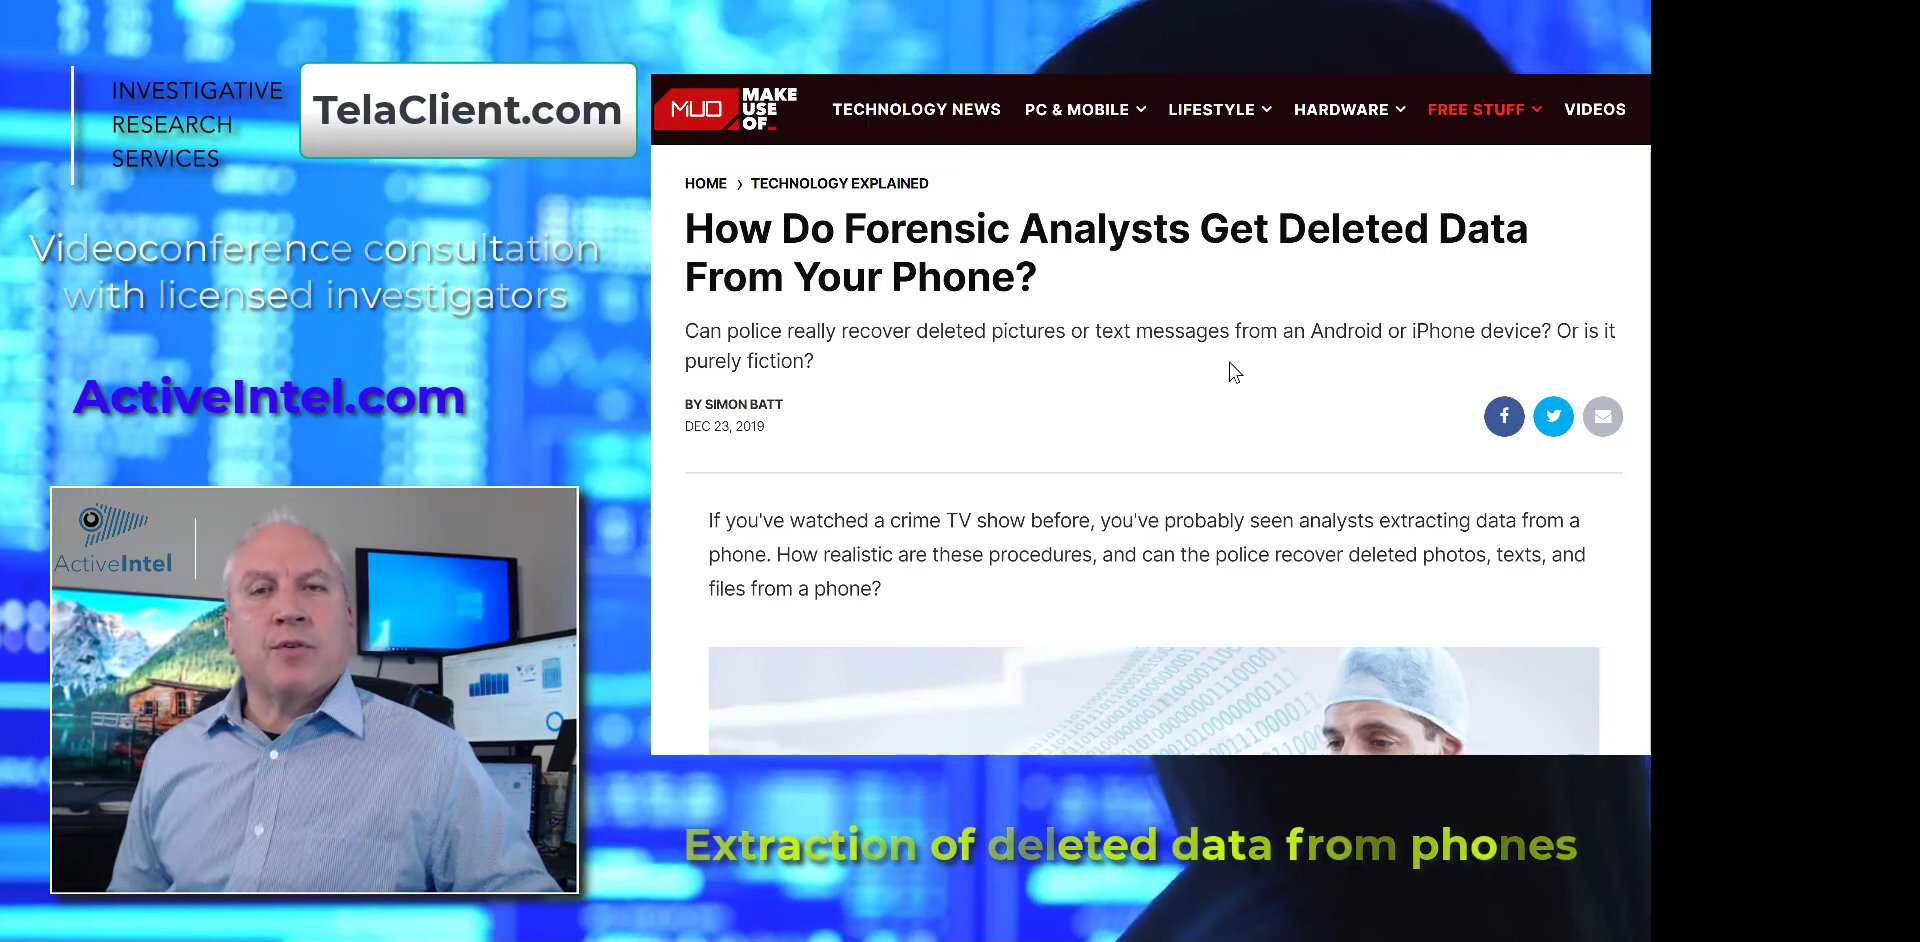 INVESTIGATIVE
RESEARCH
SERVICES
TelaClient.com
Videoconference consultation
with licensed investigators
ActiveIntel.com
ActiveIntel
MUO
MAKE
USE
OF_
TECHNOLOGY NEWS PC & MOBILE LIFESTYLE HARDWARE FREE STUFF VIDEOS
HOME › TECHNOLOGY EXPLAINED
How Do Forensic Analysts Get Deleted Data
From Your Phone?
Can police really recover deleted pictures or text messages from an Android or iPhone device? Or is it
purely fiction?
BY SIMON BATT
DEC 23, 2019
If you've watched a crime TV show before, you've probably seen analysts extracting data from a
phone. How realistic are these procedures, and can the police recover deleted photos, texts, and
files from a phone?
Extraction of deleted data from phones